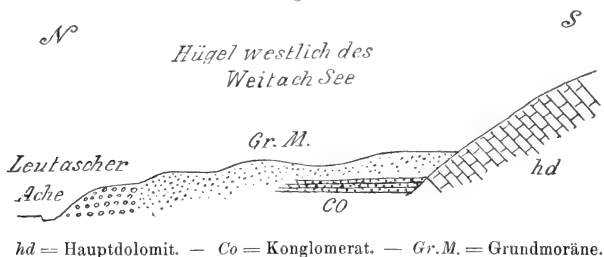 N
S
Hügel westlich des
Weitach See
Gr. M.
Leutascher
Ache
hd
CO
hd = Hauptdolomit. — Co = Konglomerat. — Gr. M. = Grundmoräne.